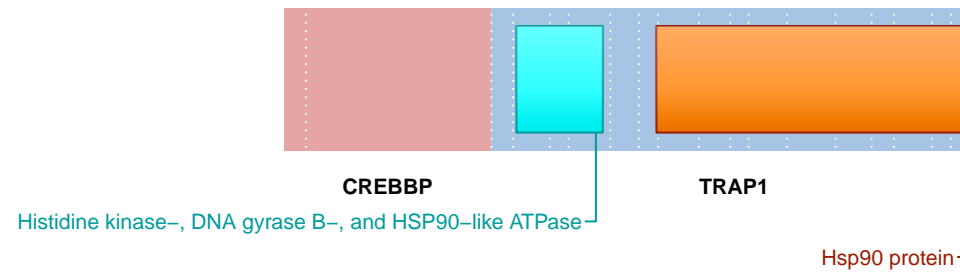 CREBBP TRAP1
Histidine kinase−, DNA gyrase B−, and HSP90−like ATPase
Hsp90 protein